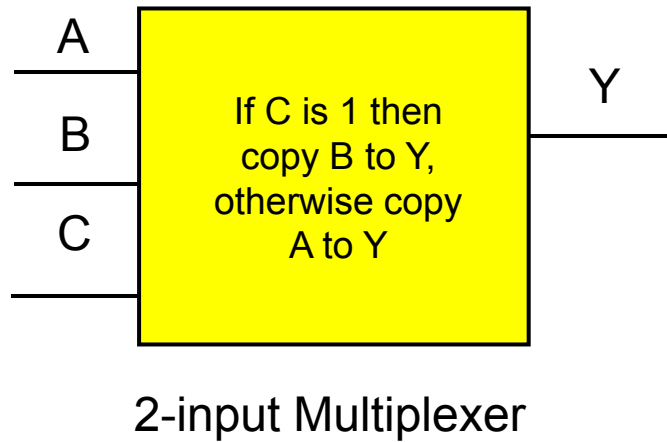 A
B
C
If C is 1 then
copy B to Y,
otherwise copy
A to Y
Y
2-input Multiplexer